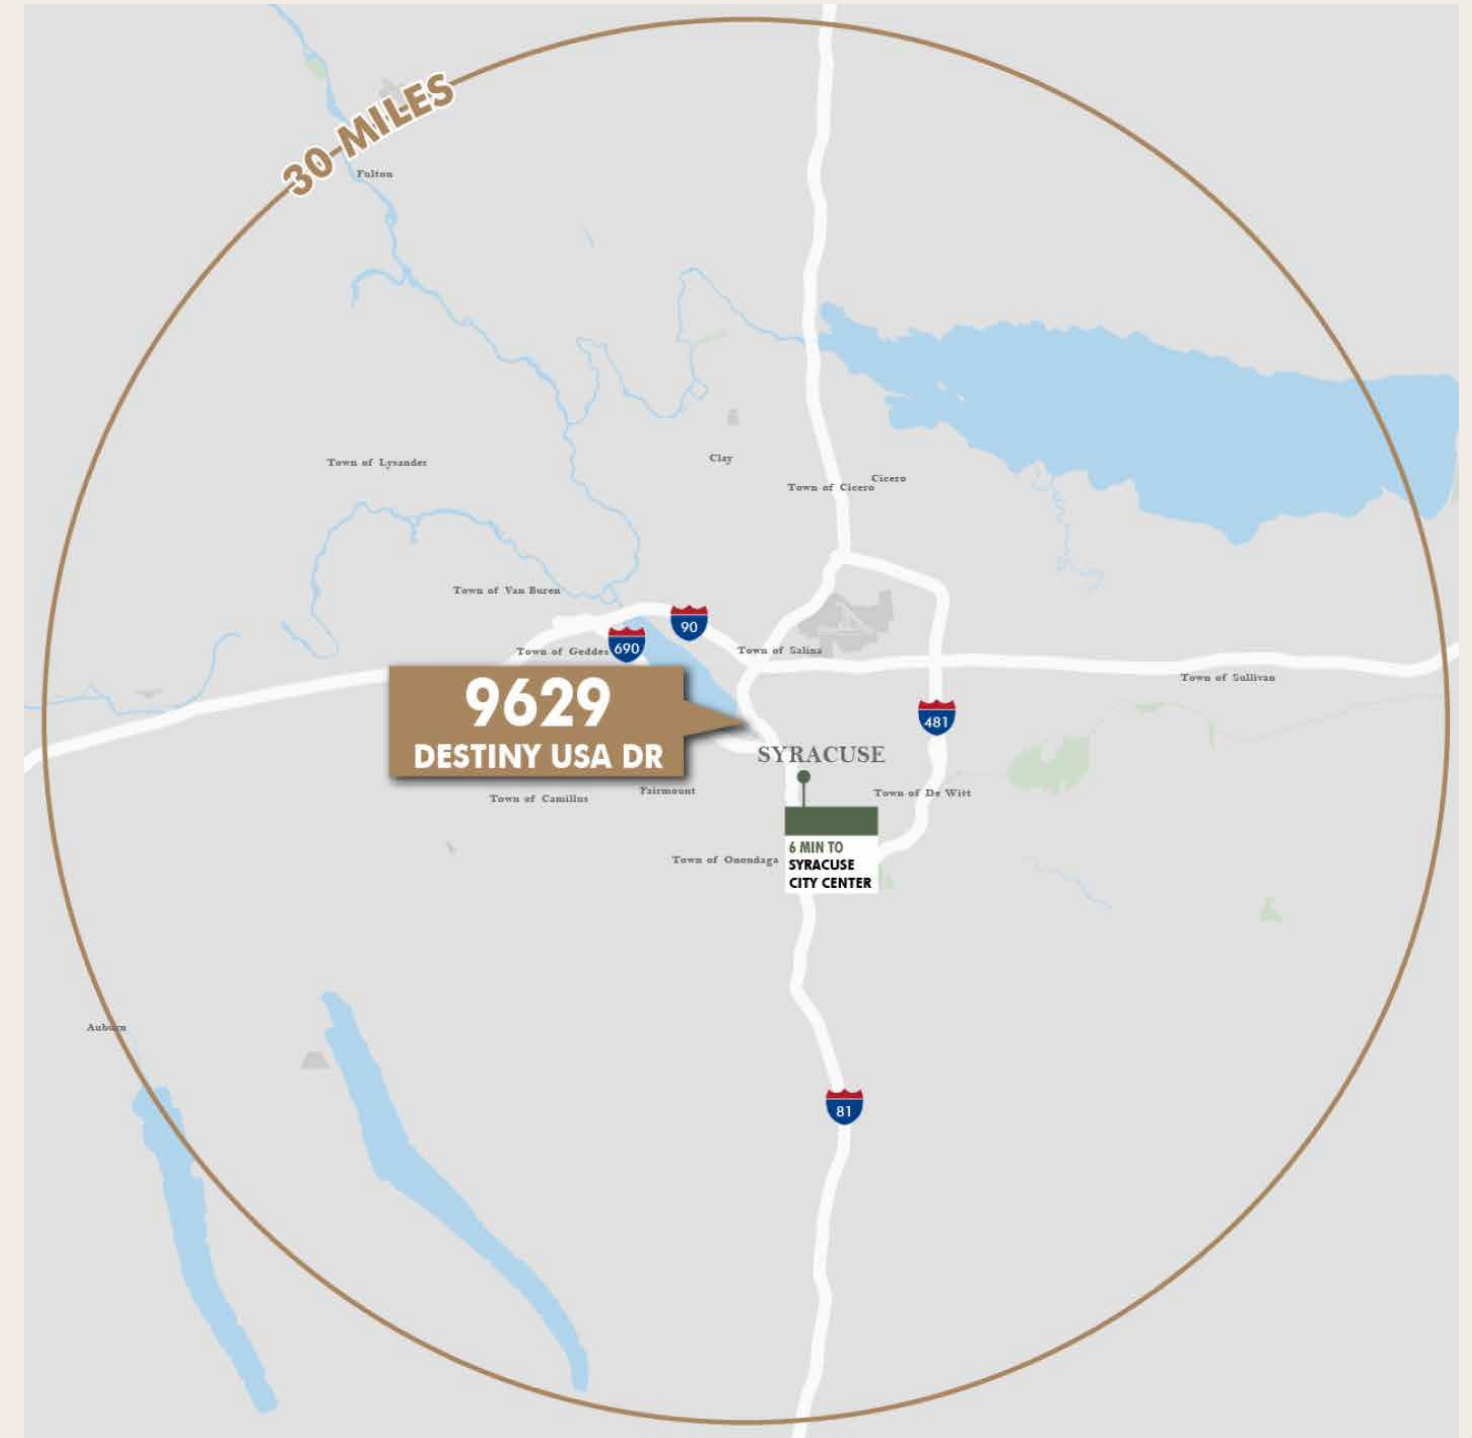 30 MILES
Fulton
Town of Lysander
Clay
Cicero
Town of Cicero
Town of Van Buren
90
690
Town of Geddes
Town of Salina
Town of Sullivan
9629
DESTINY USA DR
481
SYRACUSE
Fairmount
Town of Camillus
Town of De Witt
6 MIN TO
SYRACUSE
CITY CENTER
Town of Onondaga
Auburn
81